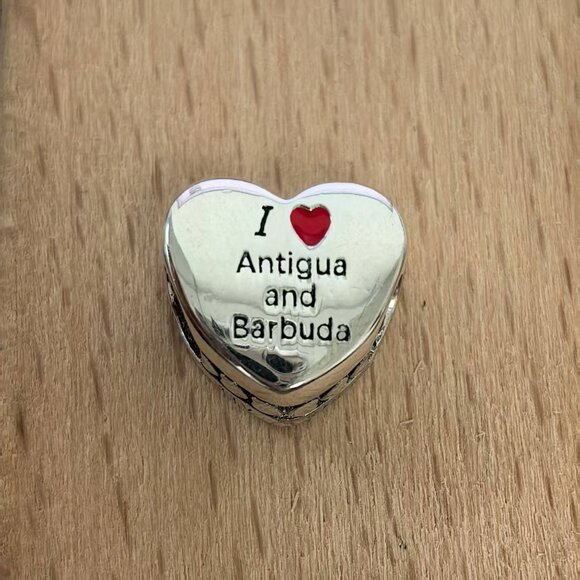 I ❤
Antigua
and
Barbuda